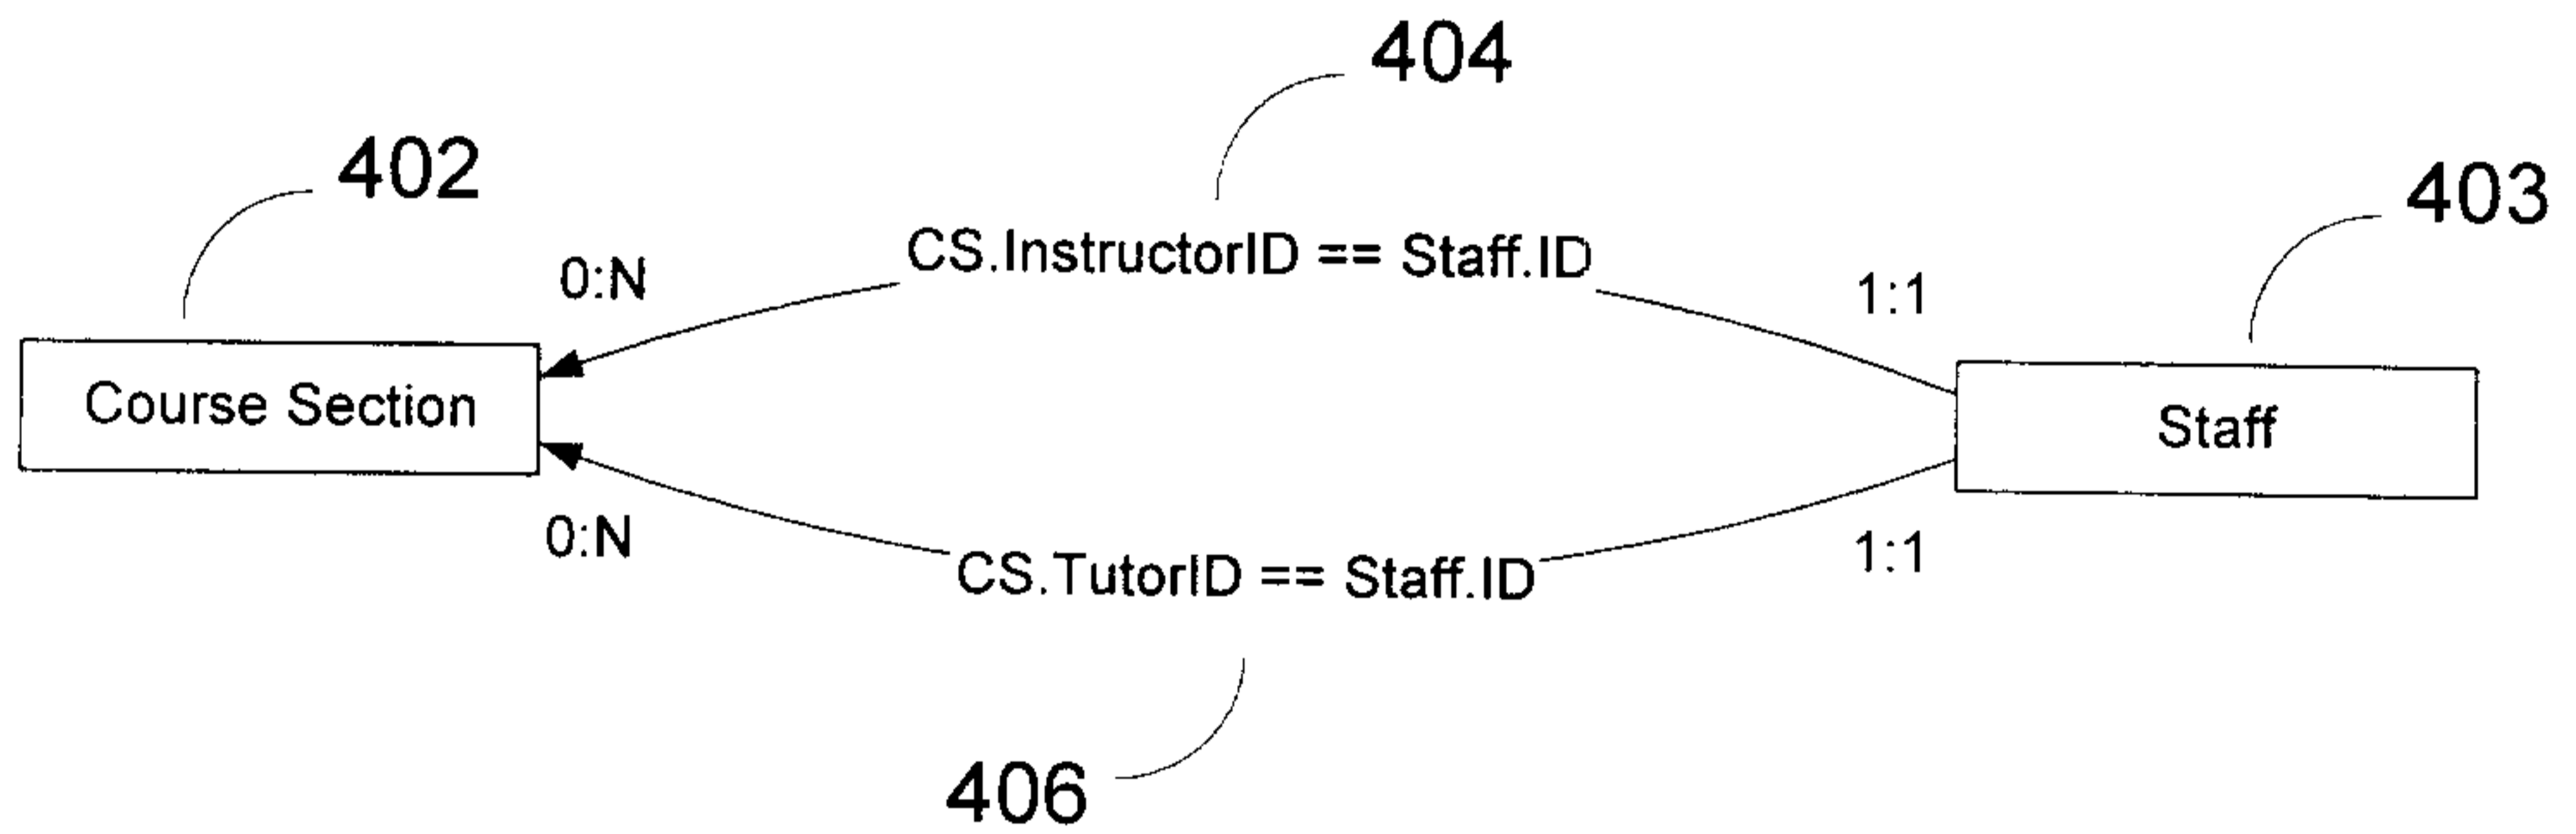 404
402
403
CS.InstructorID == Staff.ID
0:N
1:1
Course Section
Staff
0:N
1:1
CS.TutorID == Staff.ID
406